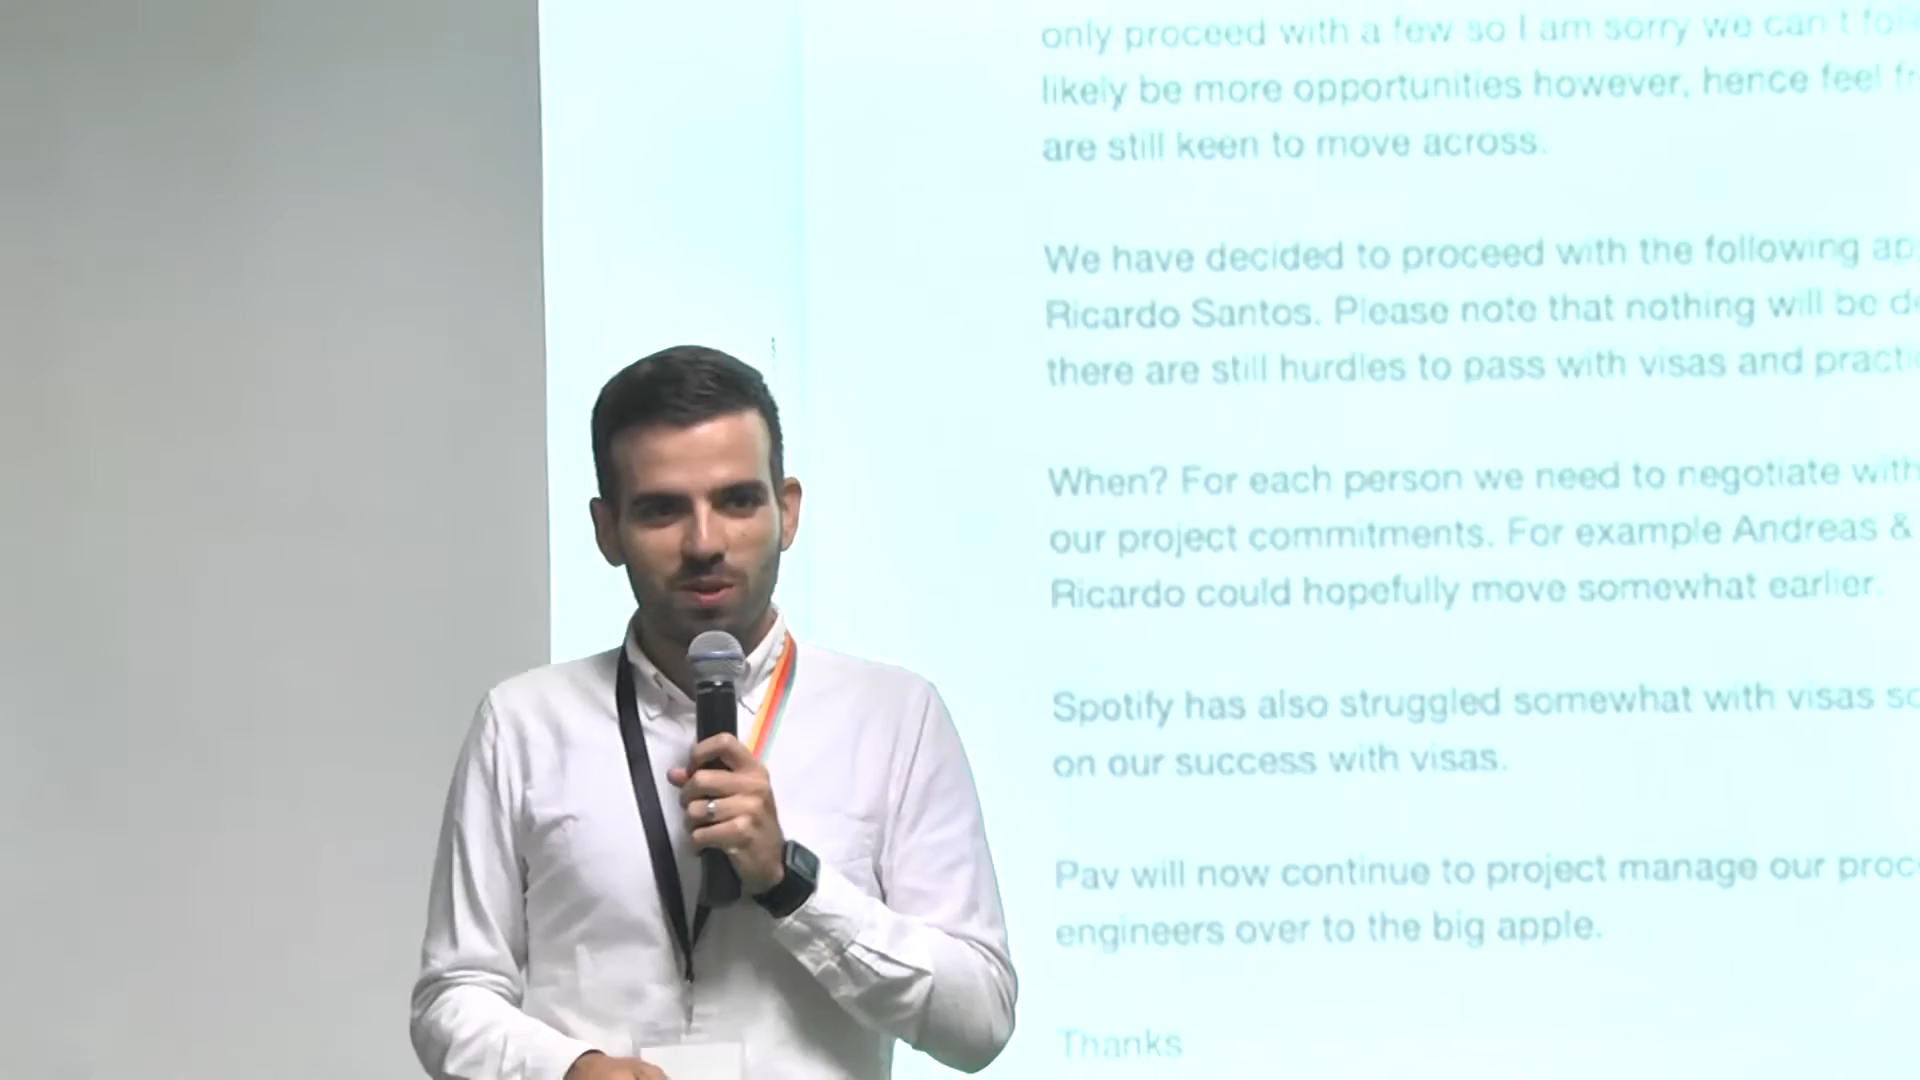 only proceed with a few so I am sorry we can't
likely be more opportunities however, hence feel
are still keen to move across.
We have decided to proceed with the following
Ricardo Santos. Please note that nothing will be
there are still hurdles to pass with visas and
When? For each person we need to negotiate with
our project commitments. For example Andreas &
Ricardo could hopefully move somewhat earlier.
Spotify has also struggled somewhat with visas
on our success with visas.
Pav will now continue to project manage our
engineers over to the big apple.
Thanks